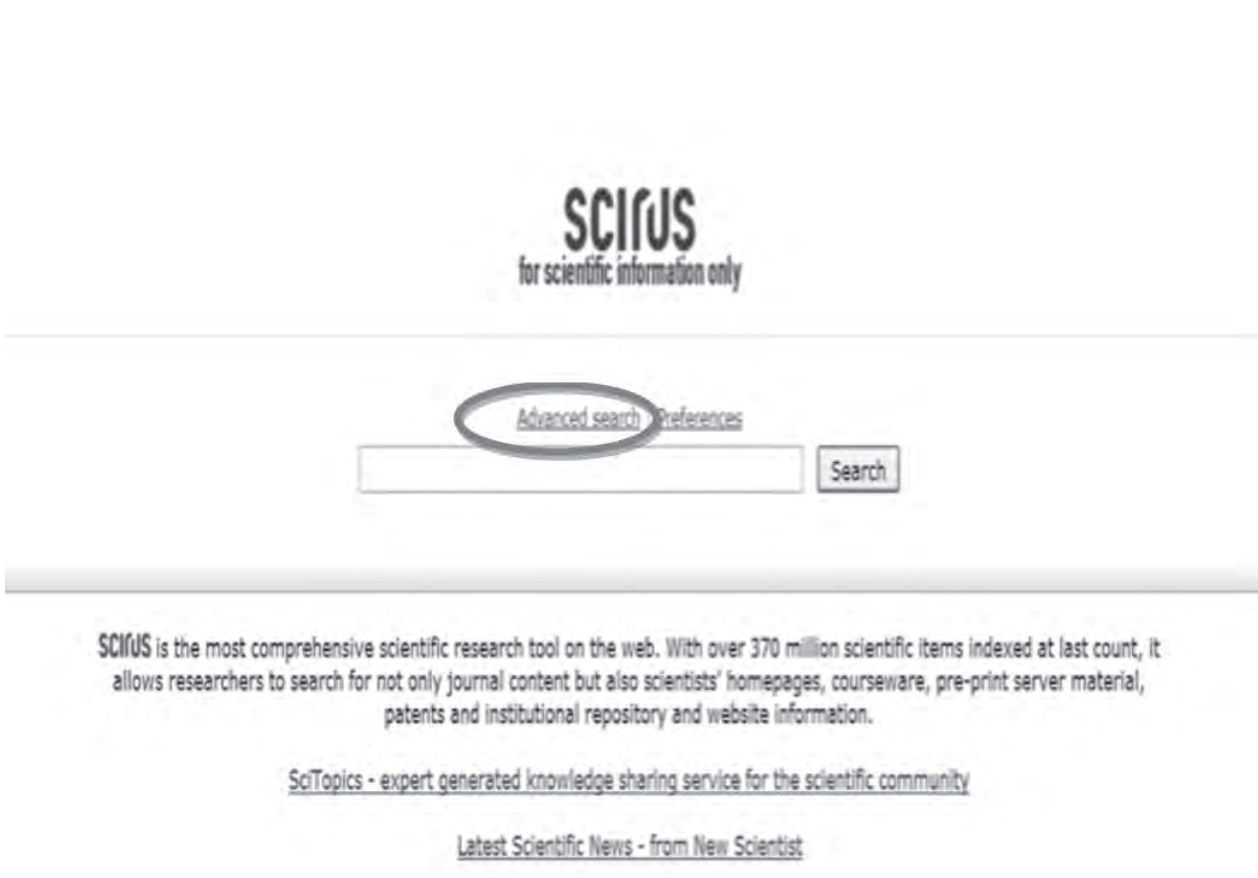 scirus
for scientific information only
Advanced search Preferences
Search
scirus is the most comprehensive scientific research tool on the web. With over 370 million scientific items indexed at last count, it
allows researchers to search for not only journal content but also scientists' homepages, courseware, pre-print server material,
patents and institutional repository and website information.
SciTopics - expert generated knowledge sharing service for the scientific community
Latest Scientific News - from New Scientist